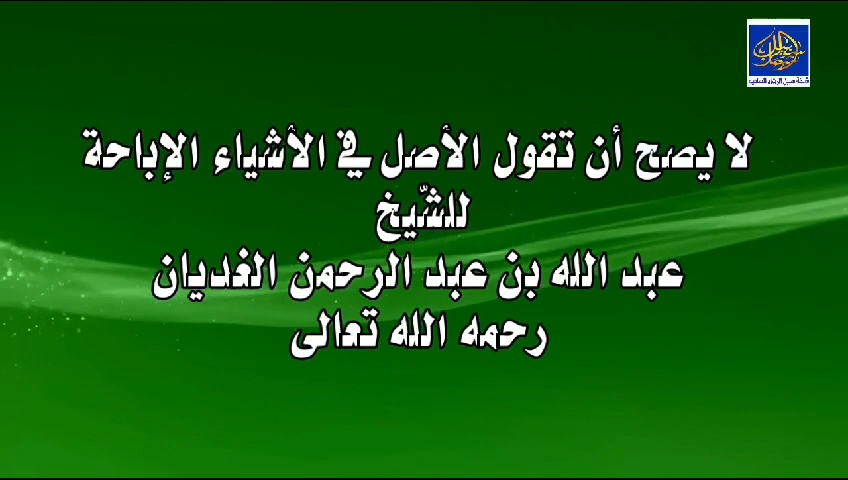 لا يصح أن تقول الأصل في الأشياء الإباحة
للشّيخ
عبد الله بن عبد الرحمن الغديان
رحمه الله تعالى